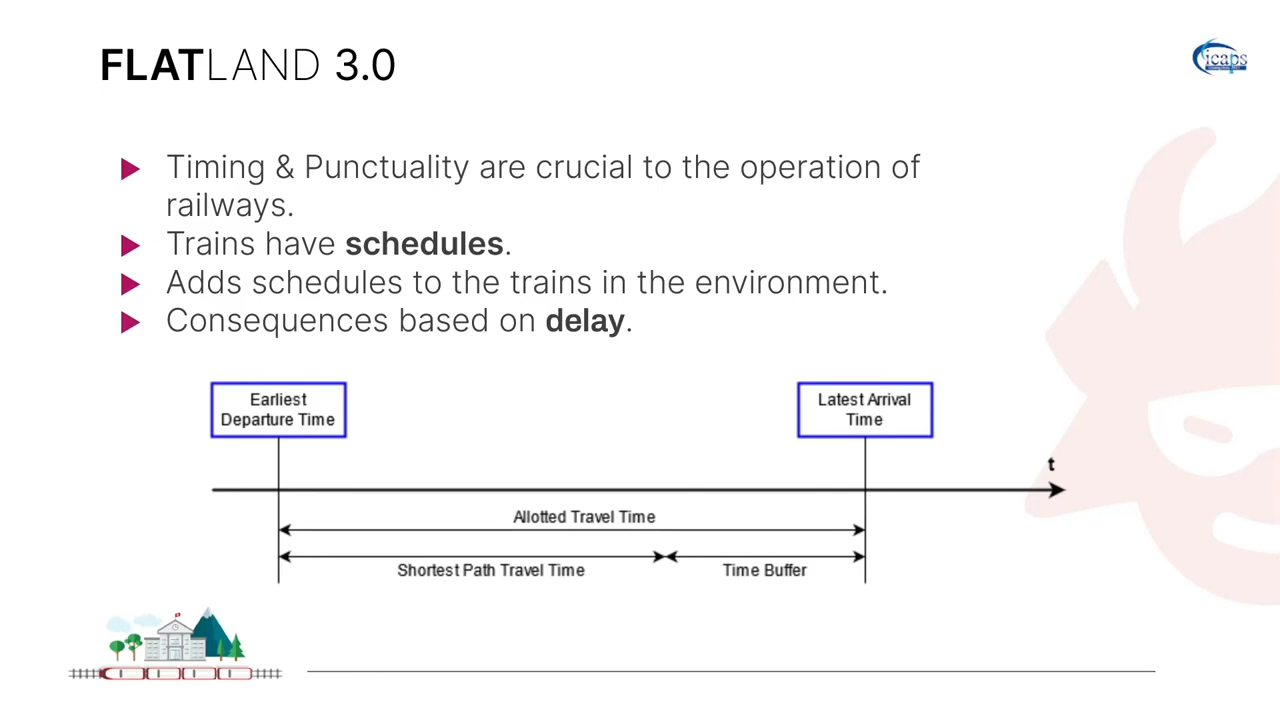 FLATLAND 3.0
icaps
Timing & Punctuality are crucial to the operation of
railways.
Trains have schedules.
Adds schedules to the trains in the environment.
Consequences based on delay.
Earliest
Departure Time
Latest Arrival
Time
t
Allotted Travel Time
Shortest Path Travel Time
Time Buffer